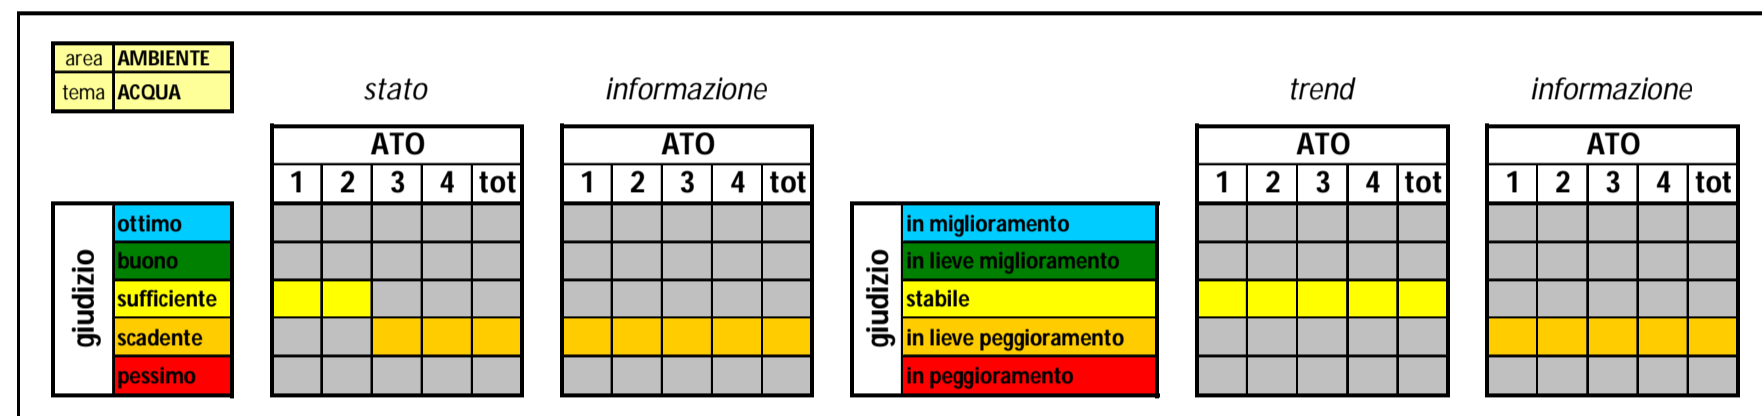 area AMBIENTE
tema ACQUA
stato informazione trend informazione
ATO ATO ATO ATO
1 2 3 4 tot 1 2 3 4 tot 1 2 3 4 tot 1 2 3 4 tot
giudizio
ottimo
buono
sufficiente
scadente
pessimo
giudizio
in miglioramento
in lieve miglioramento
stabile
in lieve peggioramento
in peggioramento